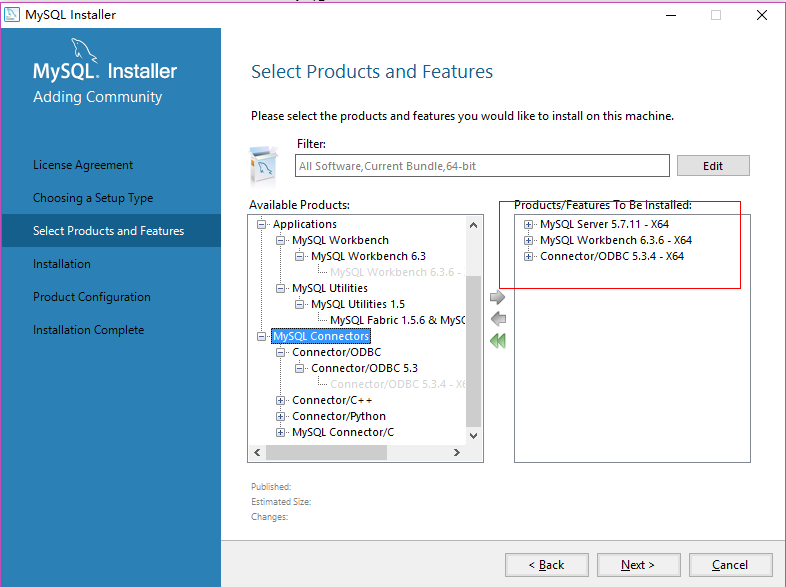 MySQL Installer
MySQL. Installer
Adding Community
License Agreement
Choosing a Setup Type
Select Products and Features
Installation
Product Configuration
Installation Complete
Select Products and Features
Please select the products and features you would like to install on this machine.
Filter:
All Software,Current Bundle,64-bit
Edit
Available Products:
Applications
MySQL Workbench
MySQL Workbench 6.3
MySQL Workbench 6.3.6 -
MySQL Utilities
MySQL Utilities 1.5
MySQL Fabric 1.5.6 & MySQ
MySQL Connectors
Connector/ODBC
Connector/ODBC 5.3
Connector/ODBC 5.3.4 - X6
Connector/C++
Connector/Python
MySQL Connector/C
Products/Features To Be Installed:
MySQL Server 5.7.11 - X64
MySQL Workbench 6.3.6 - X64
Connector/ODBC 5.3.4 - X64
Published:
Estimated Size:
Changes:
< Back
Next >
Cancel